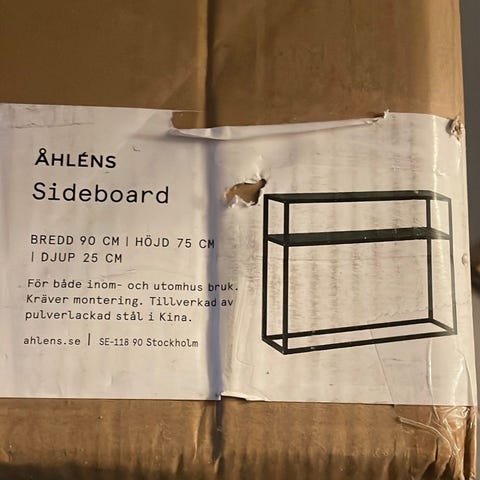 ÅHLÉNS
Sideboard
BREDD 90 CM | HÖJD 75 CM
| DJUP 25 CM
För både inom- och utomhus bruk.
Kräver montering. Tillverkad av
pulverlackad stål i Kina.
ahlens.se | SE-118 90 Stockholm